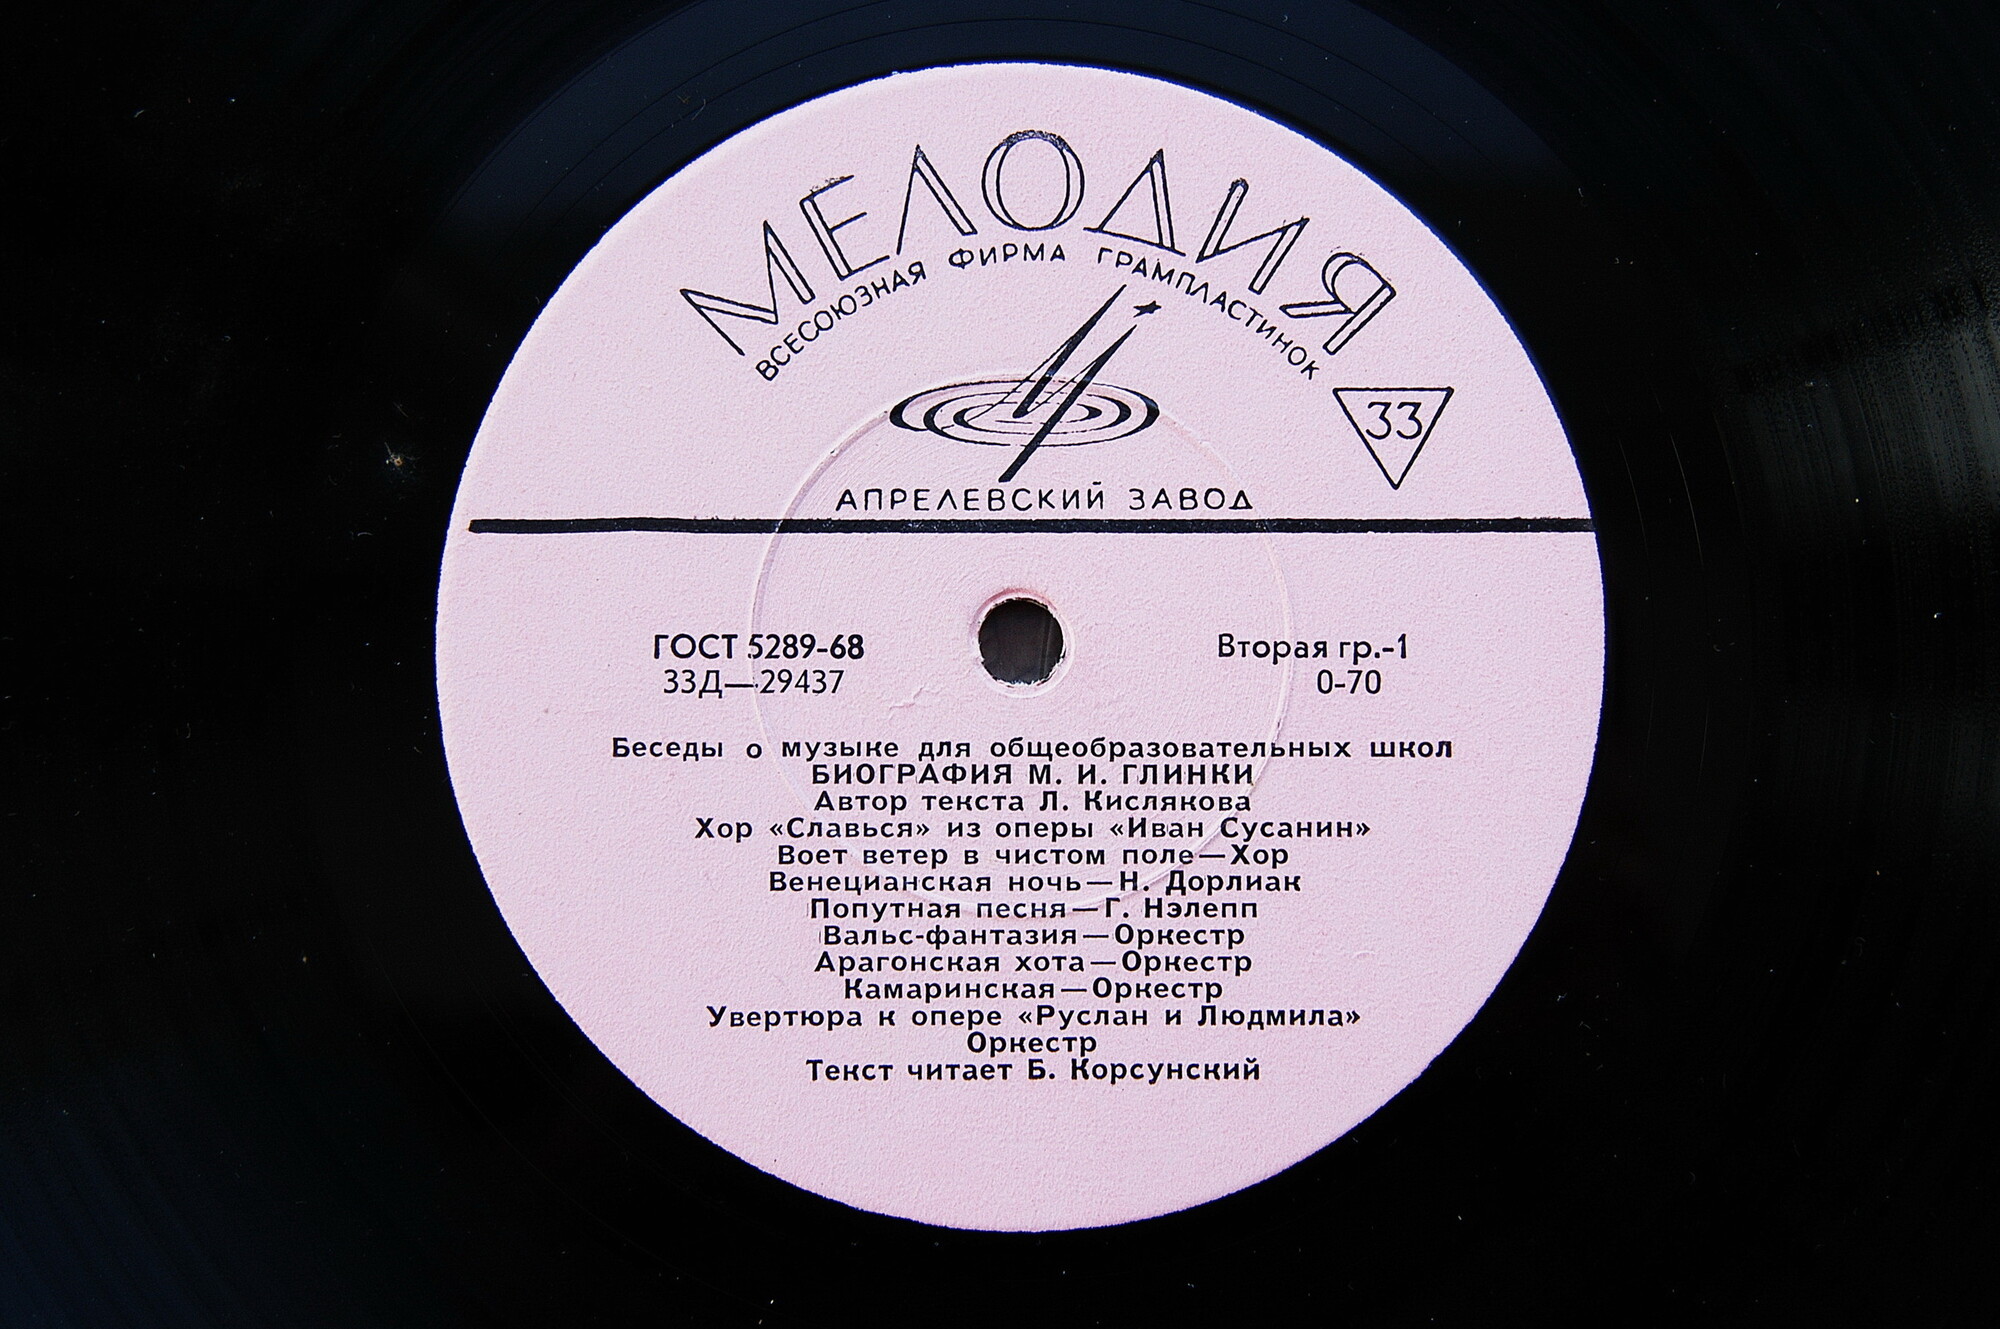 МЕЛОДИЯ
ВСЕСОЮЗНАЯ ФИРМА ГРАМПЛАСТИНОК
33
АПРЕЛЕВСКИЙ ЗАВОД
ГОСТ 5289-68 Вторая гр.-1
33Д—29437 0-70
Беседы о музыке для общеобразовательных школ
БИОГРАФИЯ М. И. ГЛИНКИ
Автор текста Л. Кислякова
Хор «Славься» из оперы «Иван Сусанин»
Воет ветер в чистом поле—Хор
Венецианская ночь—Н. Дорлиак
Попутная песня—Г. Нэлепп
Вальс-фантазия—Оркестр
Арагонская хота—Оркестр
Камаринская—Оркестр
Увертюра к опере «Руслан и Людмила»
Оркестр
Текст читает Б. Корсунский